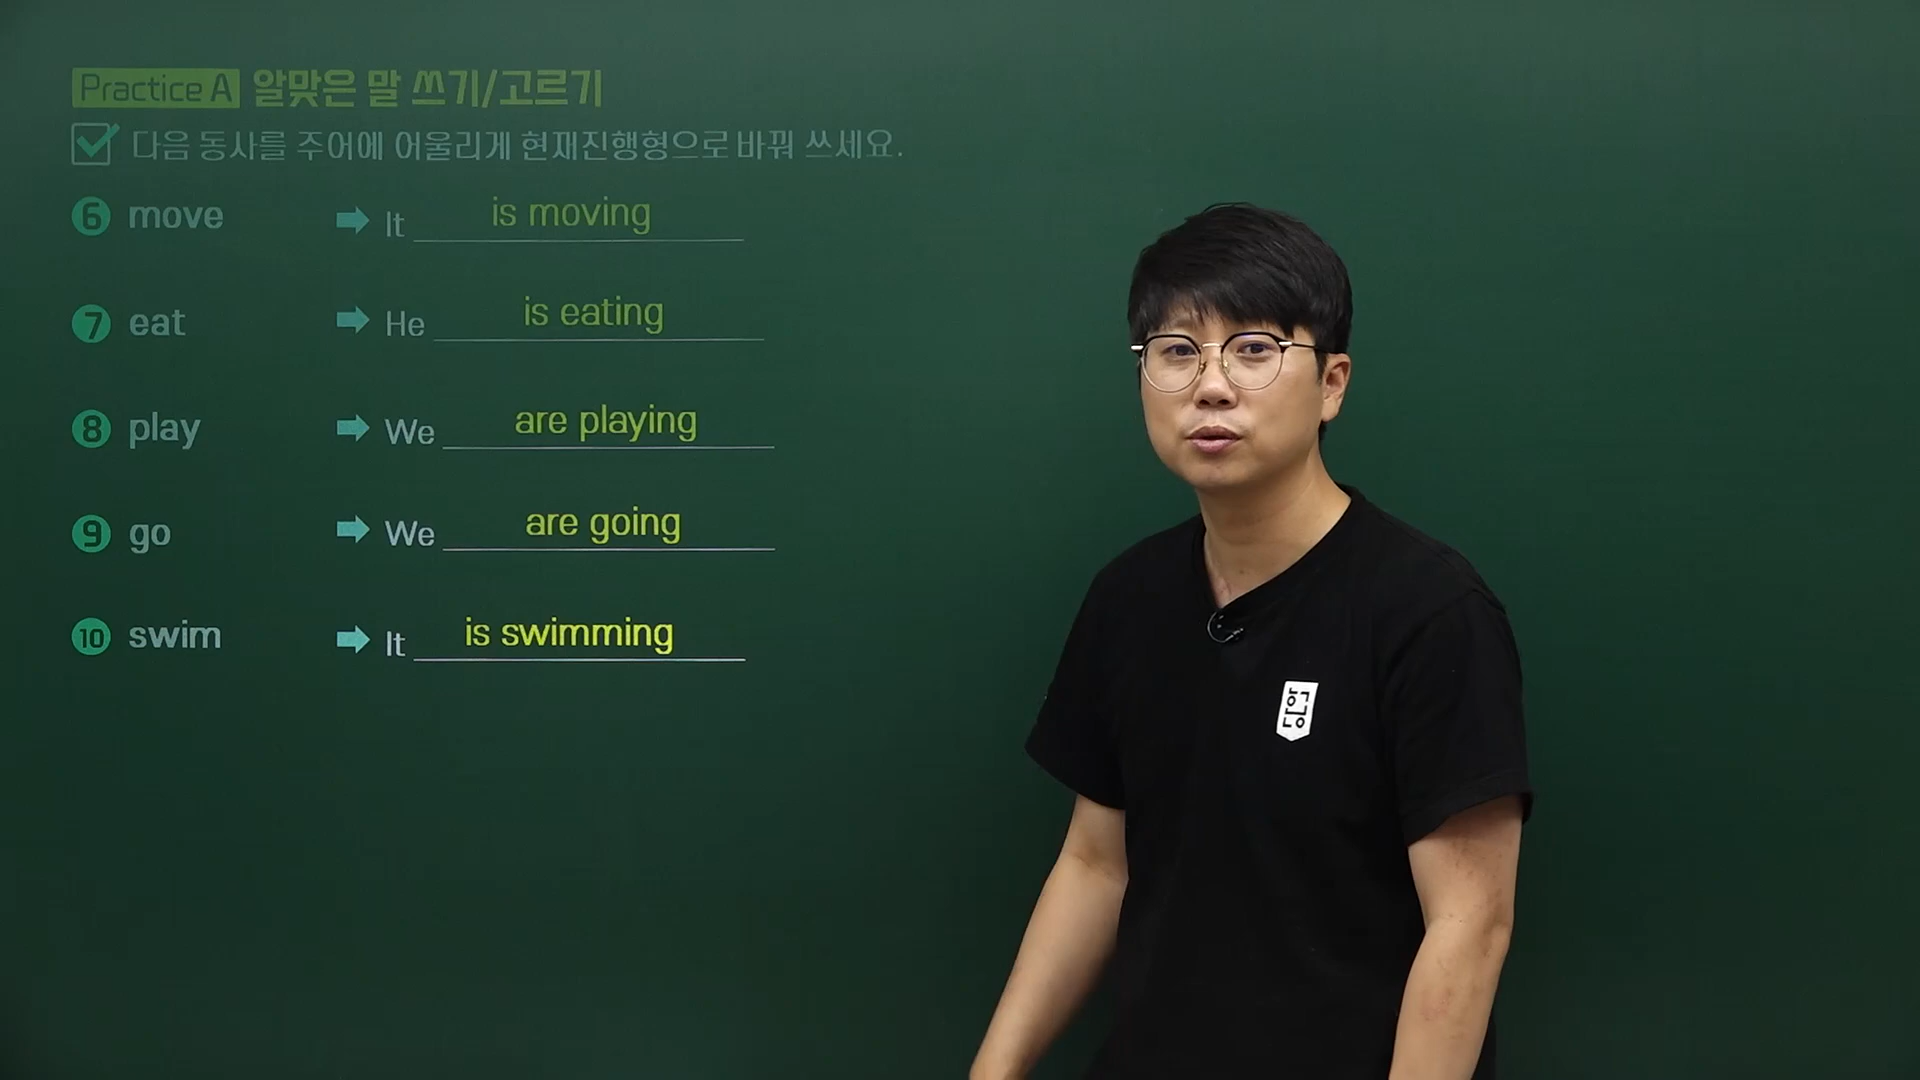 Practice A 알맞은 말 쓰기/고르기
다음 동사를 주어에 어울리게 현재진행형으로 바꿔 쓰세요.
6 move ➡ It is moving
7 eat ➡ He is eating
8 play ➡ We are playing
9 go ➡ We are going
10 swim ➡ It is swimming